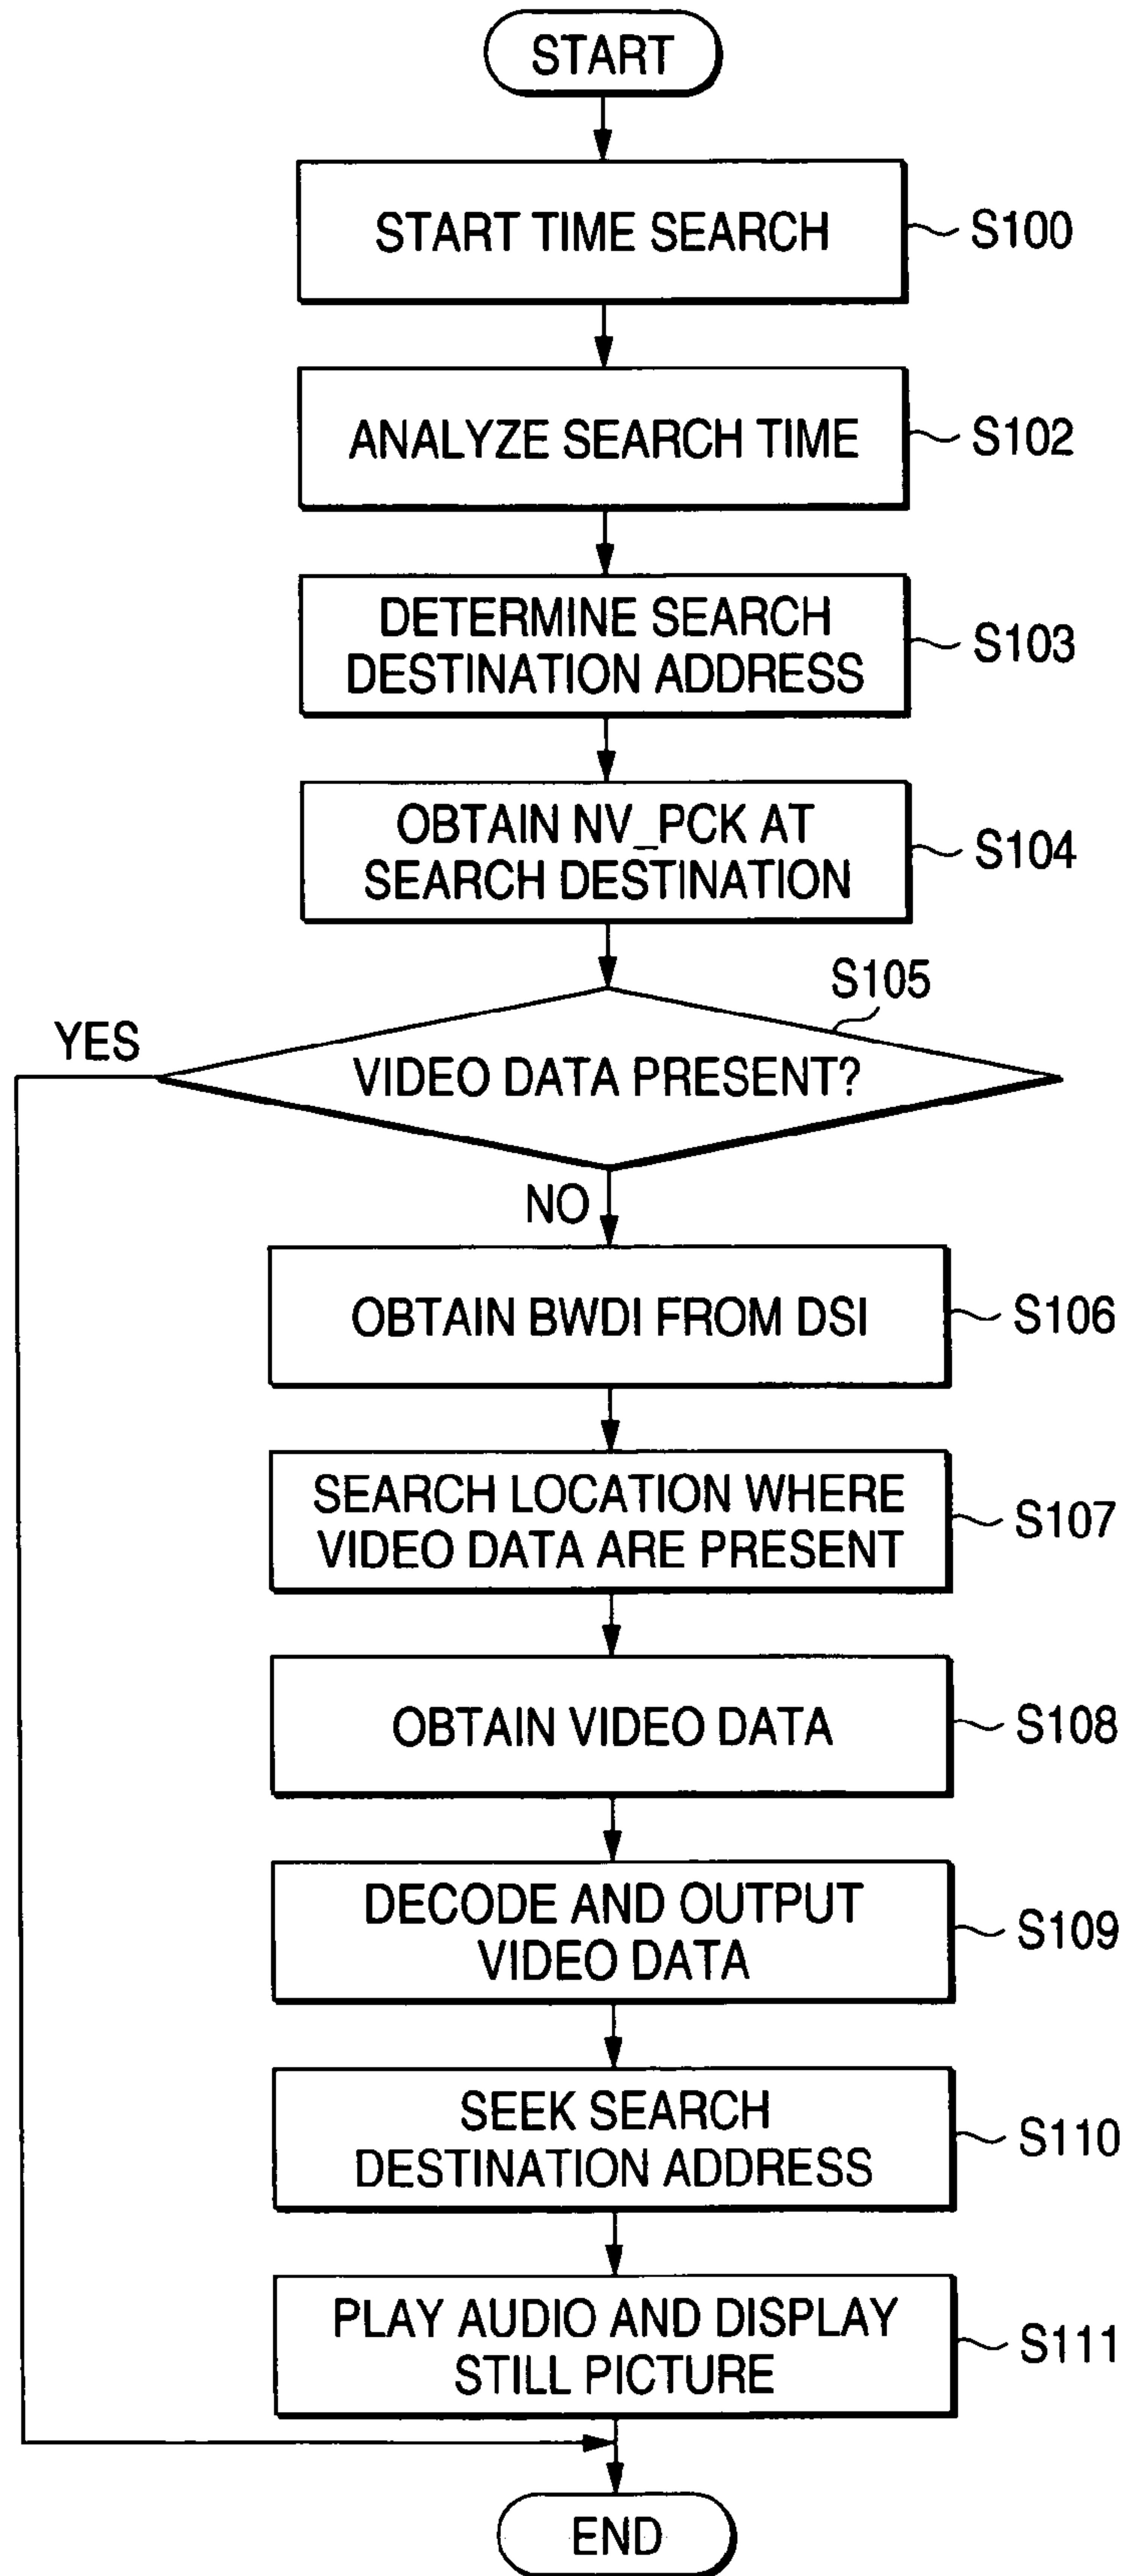 START
START TIME SEARCH
S100
ANALYZE SEARCH TIME
S102
DETERMINE SEARCH
DESTINATION ADDRESS
S103
OBTAIN NV_PCK AT
SEARCH DESTINATION
S104
S105
YES
VIDEO DATA PRESENT?
NO
OBTAIN BWDI FROM DSI
S106
SEARCH LOCATION WHERE
VIDEO DATA ARE PRESENT
S107
OBTAIN VIDEO DATA
S108
DECODE AND OUTPUT
VIDEO DATA
S109
SEEK SEARCH
DESTINATION ADDRESS
S110
PLAY AUDIO AND DISPLAY
STILL PICTURE
S111
END